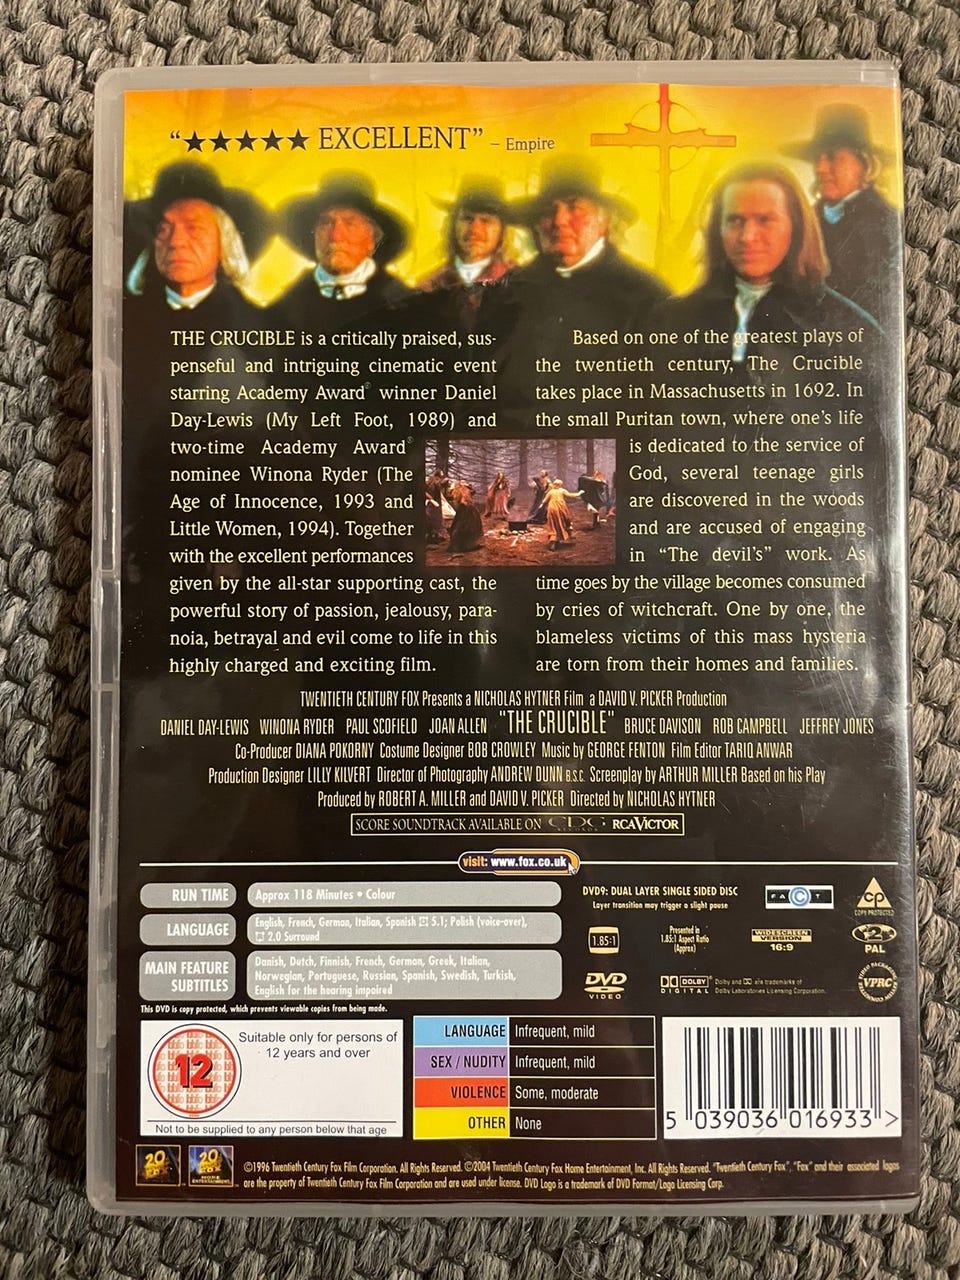 “★★★★★ EXCELLENT” – Empire
THE CRUCIBLE is a critically praised, sus-
penseful and intriguing cinematic event
starring Academy Award® winner Daniel
Day-Lewis (My Left Foot, 1989) and
two-time Academy Award®
nominee Winona Ryder (The
Age of Innocence, 1993 and
Little Women, 1994). Together
with the excellent performances
given by the all-star supporting cast, the
powerful story of passion, jealousy, para-
noia, betrayal and evil come to life in this
highly charged and exciting film.
Based on one of the greatest plays of
the twentieth century, The Crucible
takes place in Massachusetts in 1692. In
the small Puritan town, where one's life
is dedicated to the service of
God, several teenage girls
are discovered in the woods
and are accused of engaging
in “The devil's” work. As
time goes by the village becomes consumed
by cries of witchcraft. One by one, the
blameless victims of this mass hysteria
are torn from their homes and families.
TWENTIETH CENTURY FOX Presents a NICHOLAS HYTNER Film a DAVID V. PICKER Production
DANIEL DAY-LEWIS WINONA RYDER PAUL SCOFIELD JOAN ALLEN "THE CRUCIBLE" BRUCE DAVISON ROB CAMPBELL JEFFREY JONES
Co-Producer DIANA POKORNY Costume Designer BOB CROWLEY Music by GEORGE FENTON Film Editor TARIQ ANWAR
Production Designer LILLY KILVERT Director of Photography ANDREW DUNN B.S.C. Screenplay by ARTHUR MILLER Based on his Play
Produced by ROBERT A. MILLER and DAVID V. PICKER Directed by NICHOLAS HYTNER
SCORE SOUNDTRACK AVAILABLE ON CDG RECORDS RCA VICTOR
visit: www.fox.co.uk
RUN TIME Approx 118 Minutes • Colour
LANGUAGE English, French, German, Italian, Spanish 5.1; Polish (voice-over),
2.0 Surround
MAIN FEATURE SUBTITLES
Danish, Dutch, Finnish, French, German, Greek, Italian,
Norwegian, Portuguese, Russian, Spanish, Swedish, Turkish,
English for the hearing impaired
This DVD is copy protected, which prevents viewable copies from being made.
DVD9: DUAL LAYER SINGLE SIDED DISC
Layer transition may trigger a slight pause
FACT
CP
COPY PROTECTED
1.85:1
Presented in
1.85:1 Aspect Ratio
(Approx)
WIDESCREEN
VERSION
16:9
2
PAL
DVD
VIDEO
DOLBY
DIGITAL
Dolby and are trademarks of
Dolby Laboratories Licensing Corporation.
VPRC
12
Suitable only for persons of
12 years and over
Not to be supplied to any person below that age
LANGUAGE Infrequent, mild
SEX / NUDITY Infrequent, mild
VIOLENCE Some, moderate
OTHER None
5 039036 016933 >
©1996 Twentieth Century Fox Film Corporation. All Rights Reserved. ©2004 Twentieth Century Fox Home Entertainment, Inc. All Rights Reserved. "Twentieth Century Fox", "Fox" and their associated logos
are the property of Twentieth Century Fox Film Corporation and are used under license. DVD Logo is a trademark of DVD Format/Logo Licensing Corp.